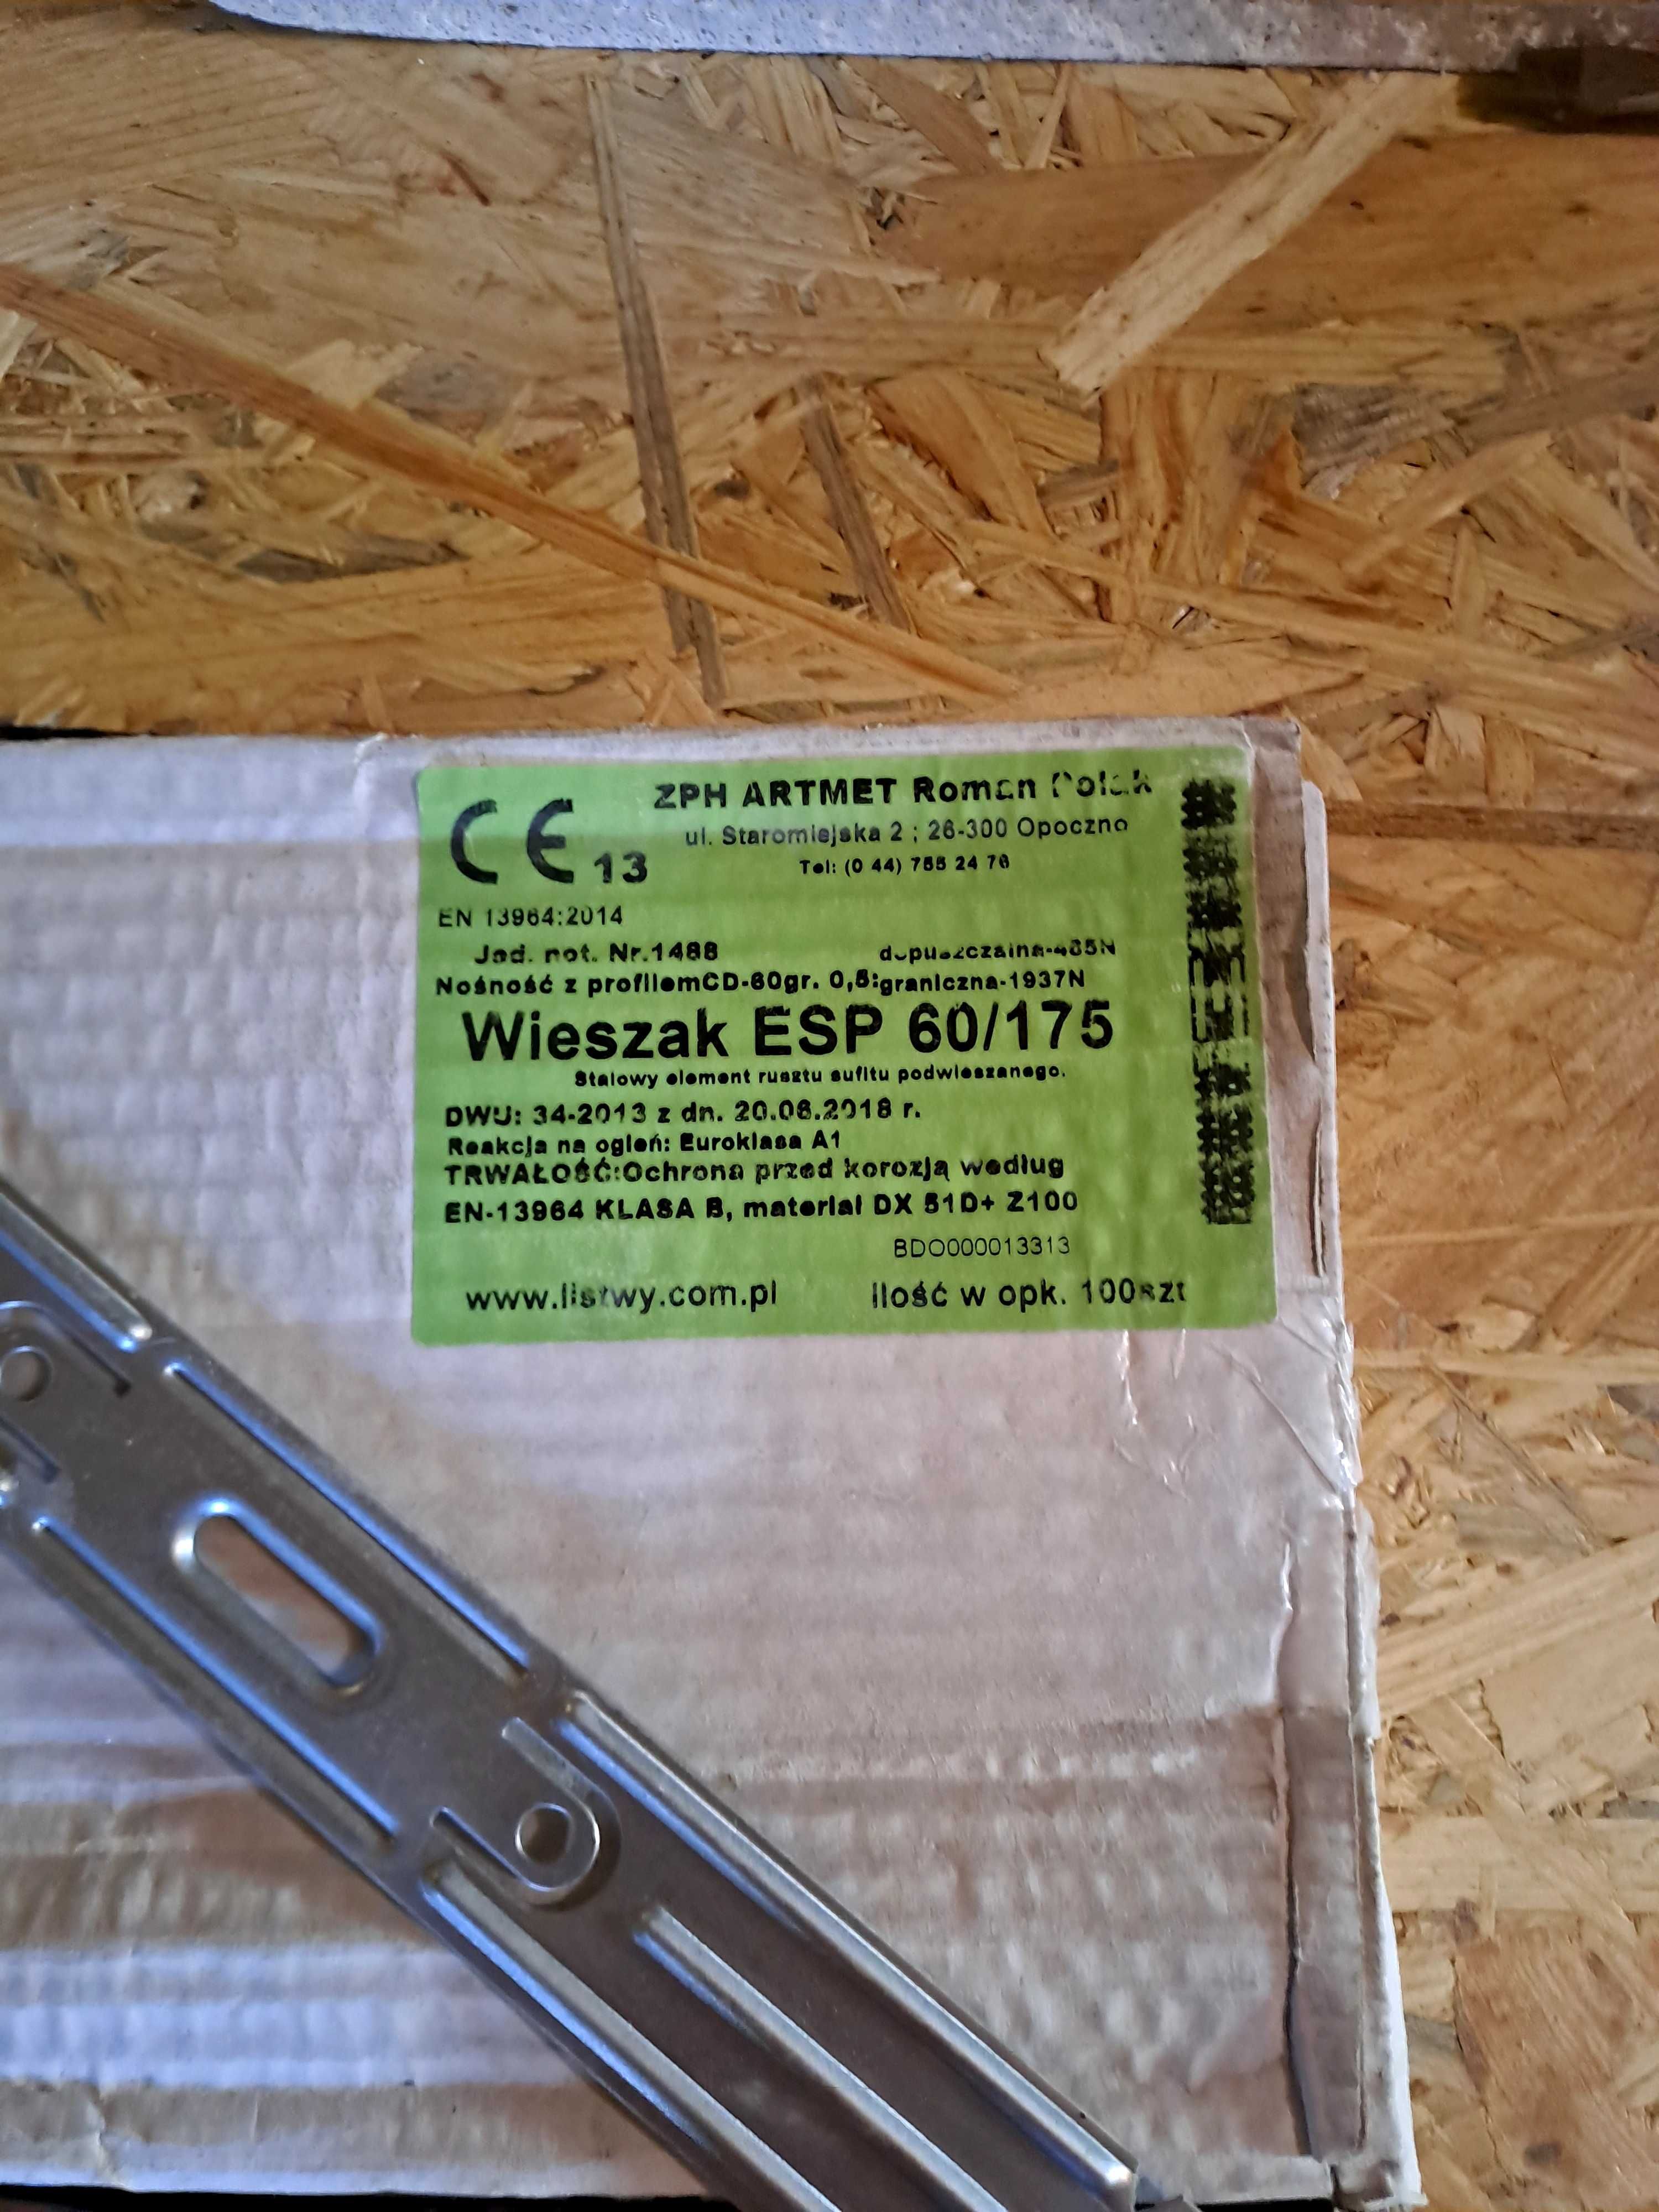 CE 13
ZPH ARTMET Roman Polak
ul. Staromiejska 2 ; 26-300 Opoczno
Tel: (0 44) 755 24 76
EN 13964:2014
Jed. not. Nr.1488 dopuszczalna-485N
Nośność z profilemCD-60gr. 0,5:graniczna-1937N
Wieszak ESP 60/175
Stalowy element rusztu sufitu podwieszanego.
DWU: 34-2013 z dn. 20.06.2018 r.
Reakcja na ogień: Euroklasa A1
TRWAŁOŚĆ:Ochrona przed korozją według
EN-13964 KLASA B, materiał DX 51D+ Z100
BDO000013313
www.listwy.com.pl ilość w opk. 100szt